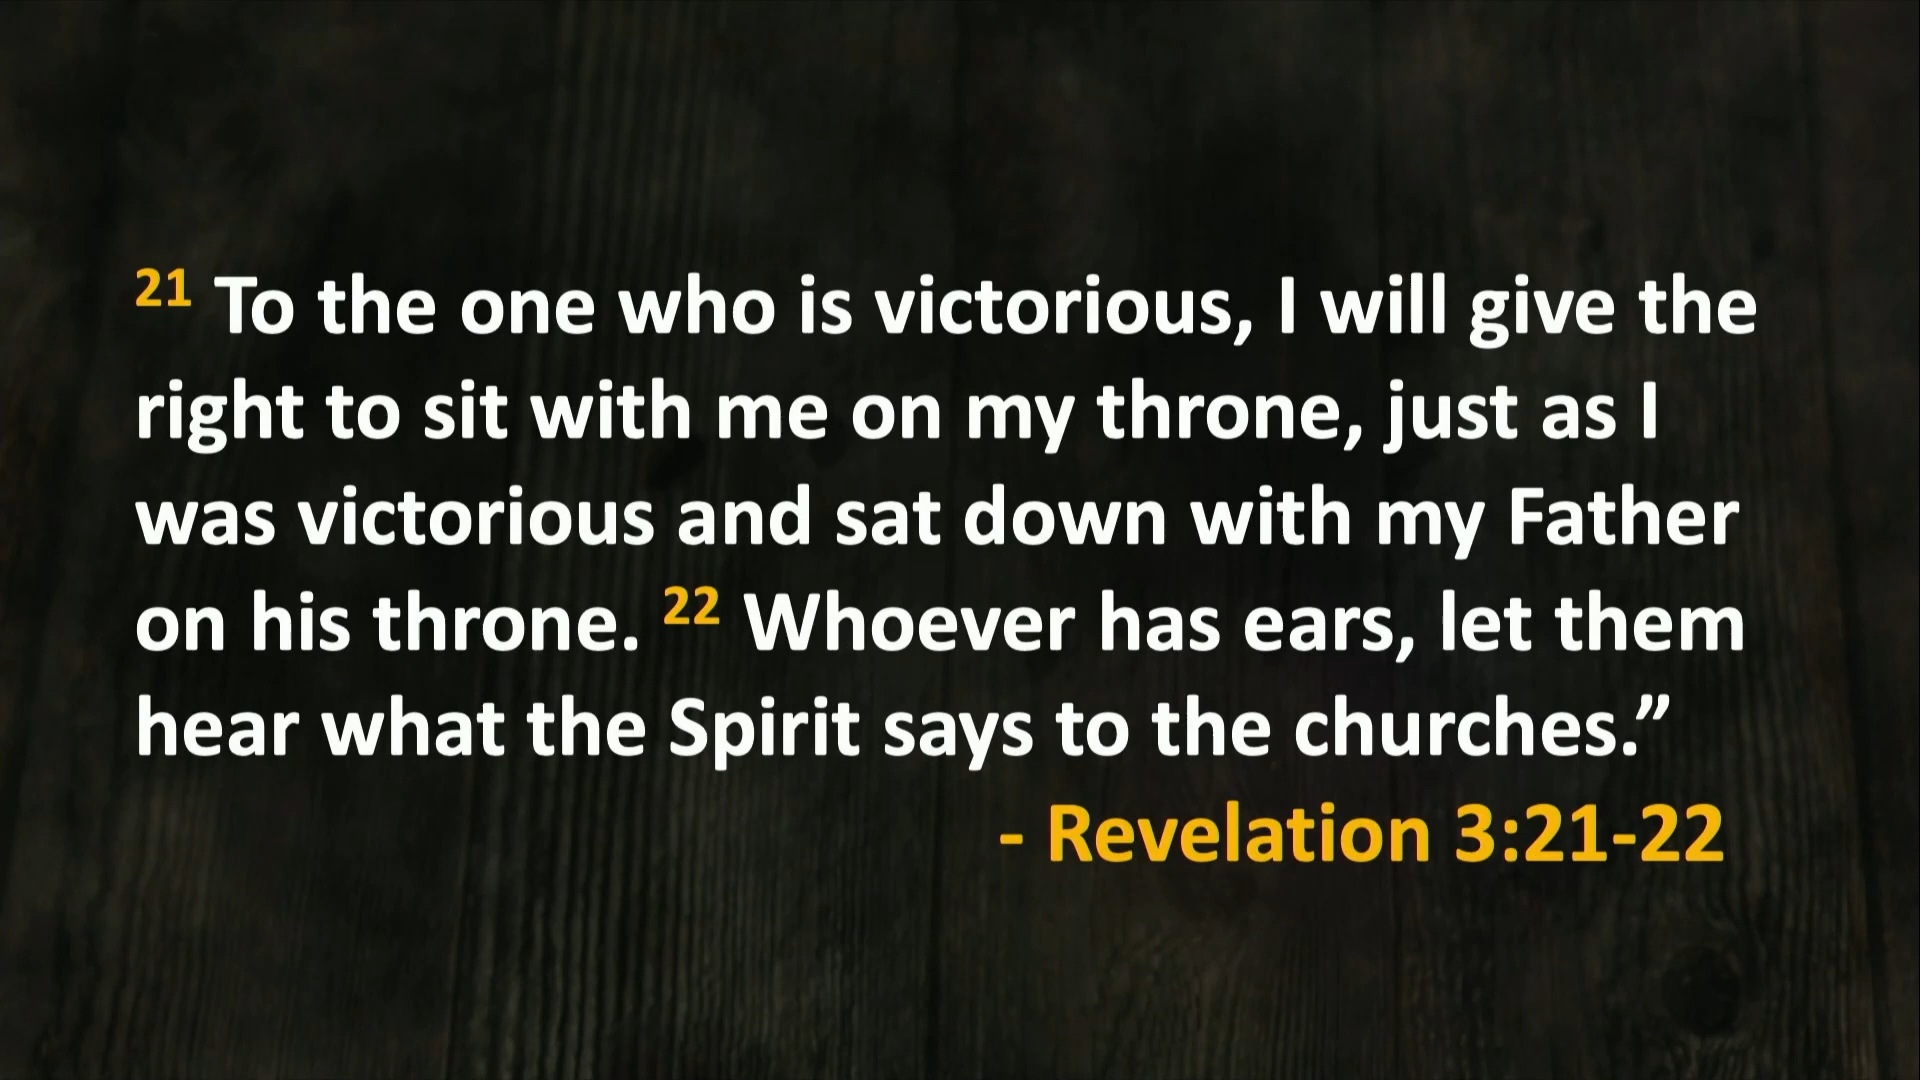 21 To the one who is victorious, I will give the
right to sit with me on my throne, just as I
was victorious and sat down with my Father
on his throne. 22 Whoever has ears, let them
hear what the Spirit says to the churches.”
- Revelation 3:21-22